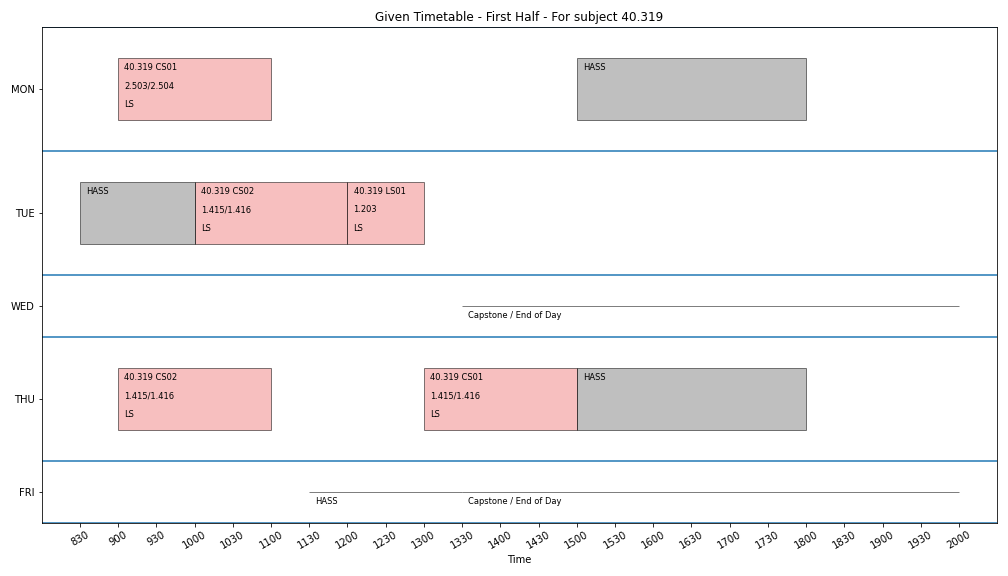 Given Timetable - First Half - For subject 40.319
MON
40.319 CS01
2.503/2.504
LS
HASS
TUE
HASS
40.319 CS02
1.415/1.416
LS
40.319 LS01
1.203
LS
WED
Capstone / End of Day
THU
40.319 CS02
1.415/1.416
LS
40.319 CS01
1.415/1.416
LS
HASS
FRI
HASS
Capstone / End of Day
830 900 930 1000 1030 1100 1130 1200 1230 1300 1330 1400 1430 1500 1600 1630 1700 1730 1800 1830 1900 1930 2000
Time